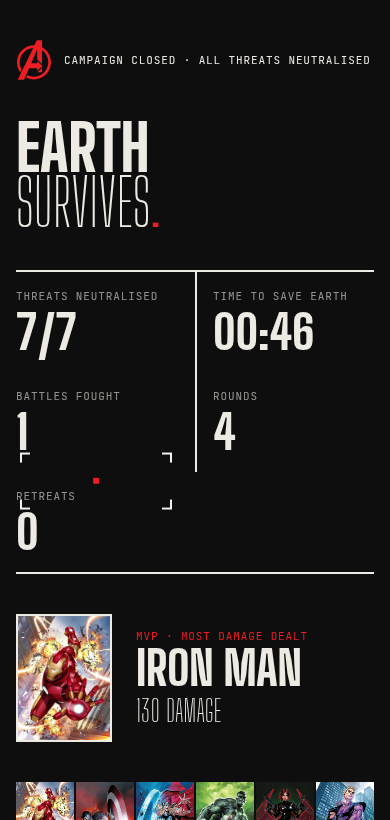 CAMPAIGN CLOSED · ALL THREATS NEUTRALISED
EARTH
SURVIVES.
THREATS NEUTRALISED
7/7
TIME TO SAVE EARTH
00:46
BATTLES FOUGHT
1
ROUNDS
4
RETREATS
0
MVP · MOST DAMAGE DEALT
IRON MAN
130 DAMAGE